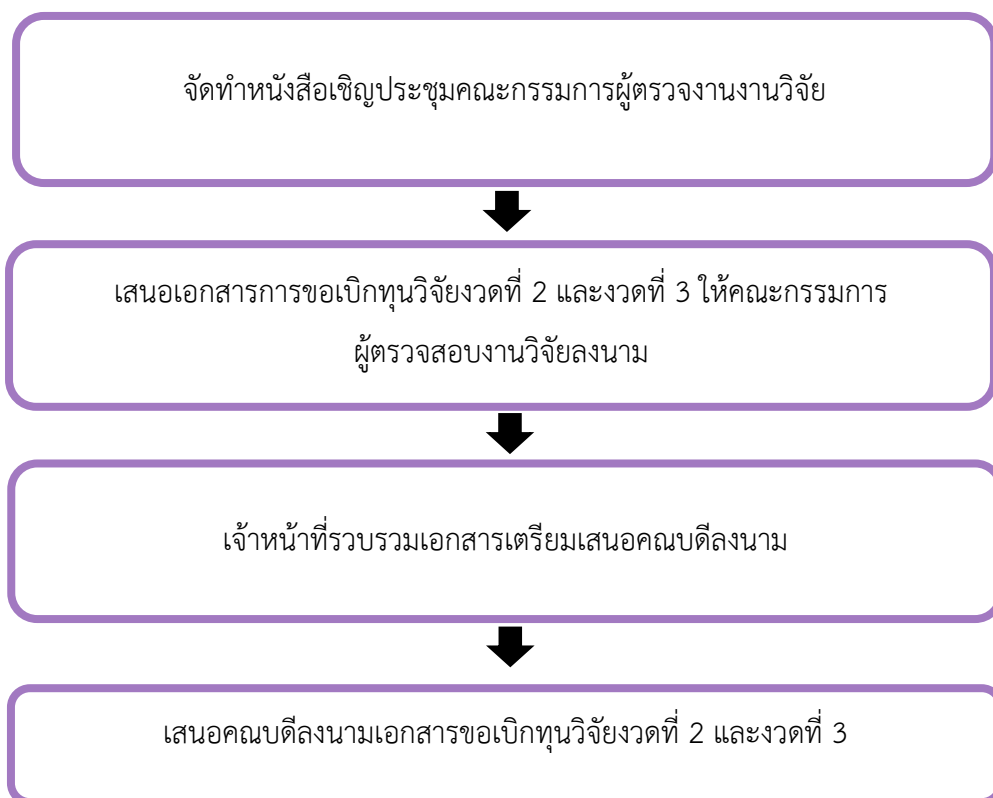 จัดทำหนังสือเชิญประชุมคณะกรรมการผู้ตรวจงานงานวิจัย
เสนอเอกสารการขอเบิกทุนวิจัยงวดที่ 2 และงวดที่ 3 ให้คณะกรรมการ
ผู้ตรวจสอบงานวิจัยลงนาม
เจ้าหน้าที่รวบรวมเอกสารเตรียมเสนอคณบดีลงนาม
เสนอคณบดีลงนามเอกสารขอเบิกทุนวิจัยงวดที่ 2 และงวดที่ 3